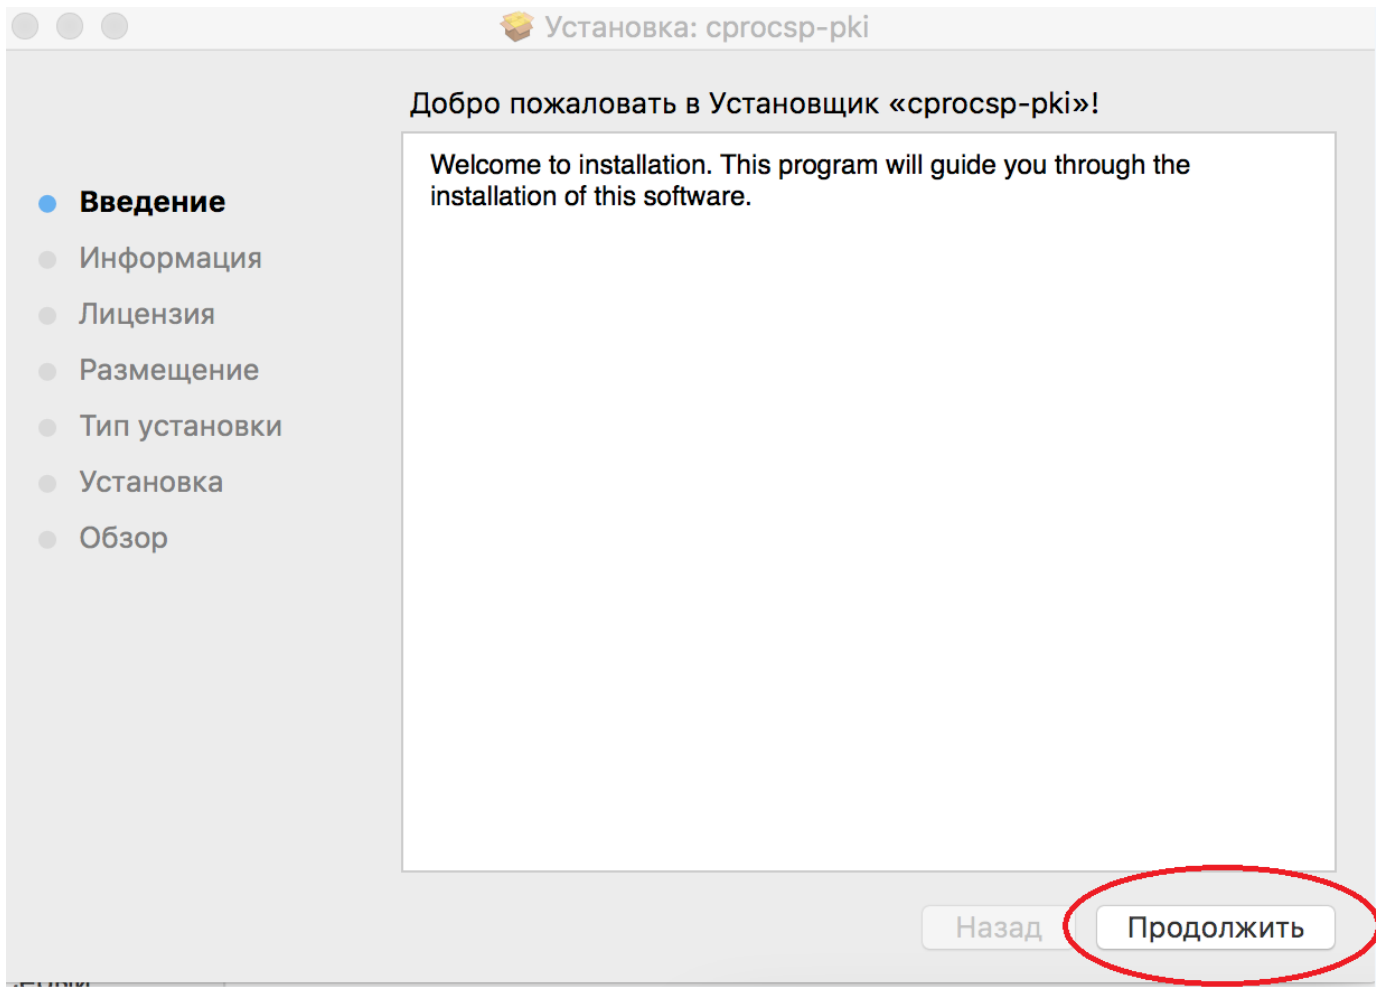 Установка: cprocsp-pki
Добро пожаловать в Установщик «cprocsp-pki»!
Welcome to installation. This program will guide you through the
installation of this software.
Введение
Информация
Лицензия
Размещение
Тип установки
Установка
Обзор
Назад
Продолжить